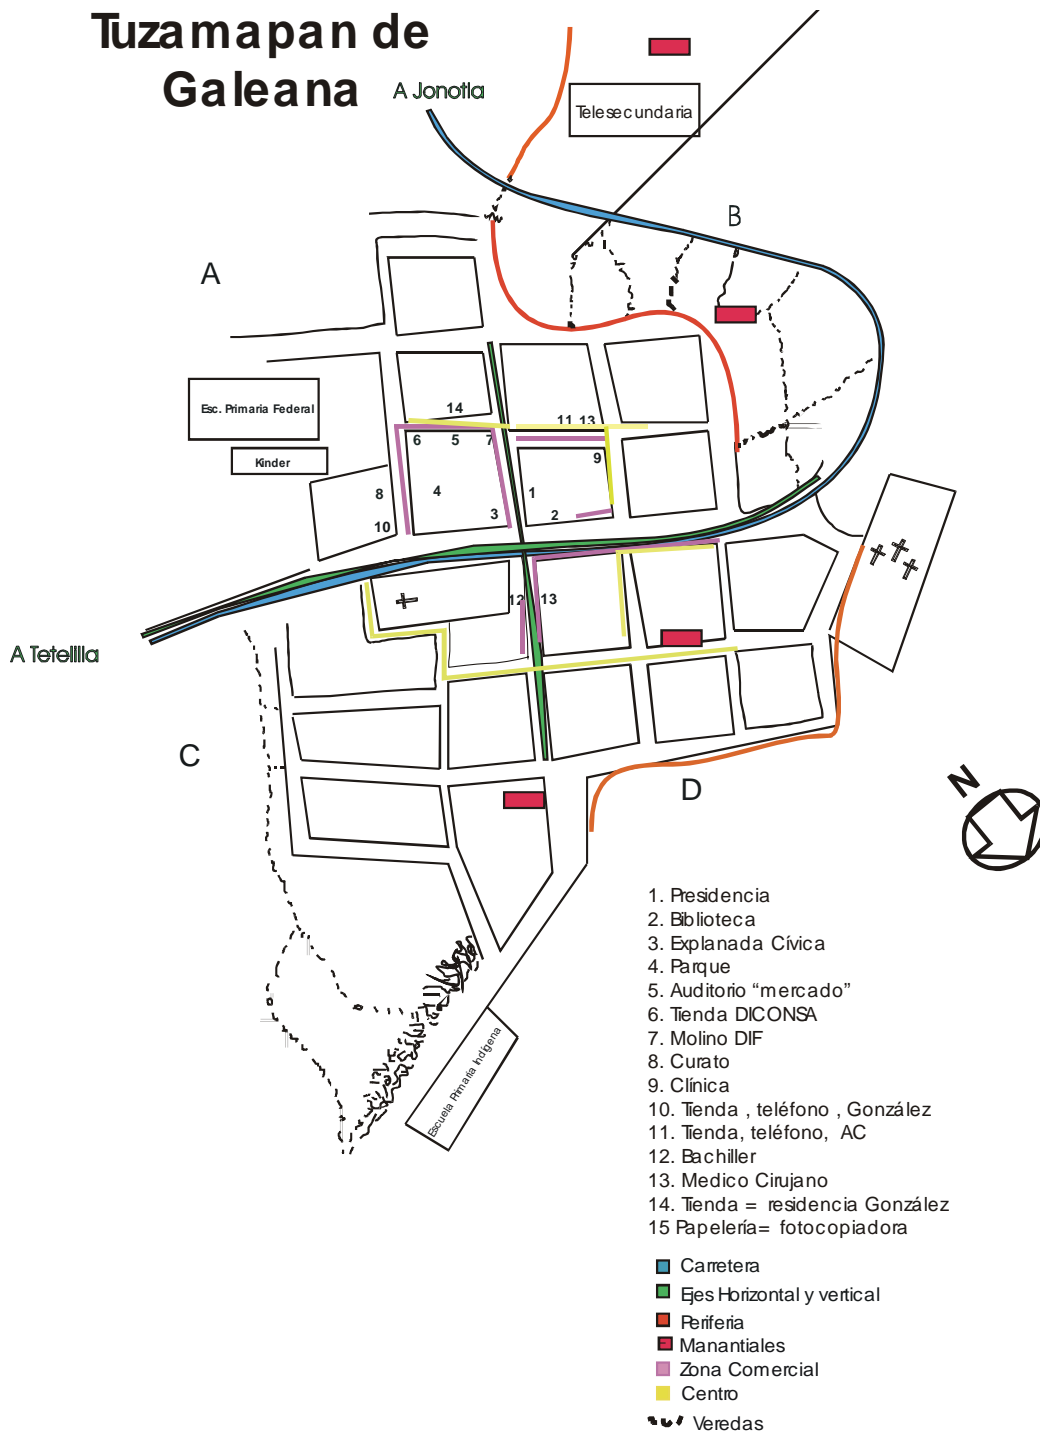 Tuzamapan de
Galeana
A Jonotla
Telesecundaria
B
A
14
11 13
Esc. Primaria Federal
6 5 7
9
Kinder
8
4
1
10
3
2
12 13
A Tetelilla
C
D
N
Escuela Primaria Indígena
1. Presidencia
2. Biblioteca
3. Explanada Cívica
4. Parque
5. Auditorio “mercado”
6. Tienda DICONSA
7. Molino DIF
8. Curato
9. Clínica
10. Tienda , teléfono , González
11. Tienda, teléfono, AC
12. Bachiller
13. Medico Cirujano
14. Tienda = residencia González
15 Papelería= fotocopiadora
Carretera
Ejes Horizontal y vertical
Periferia
Manantiales
Zona Comercial
Centro
Veredas